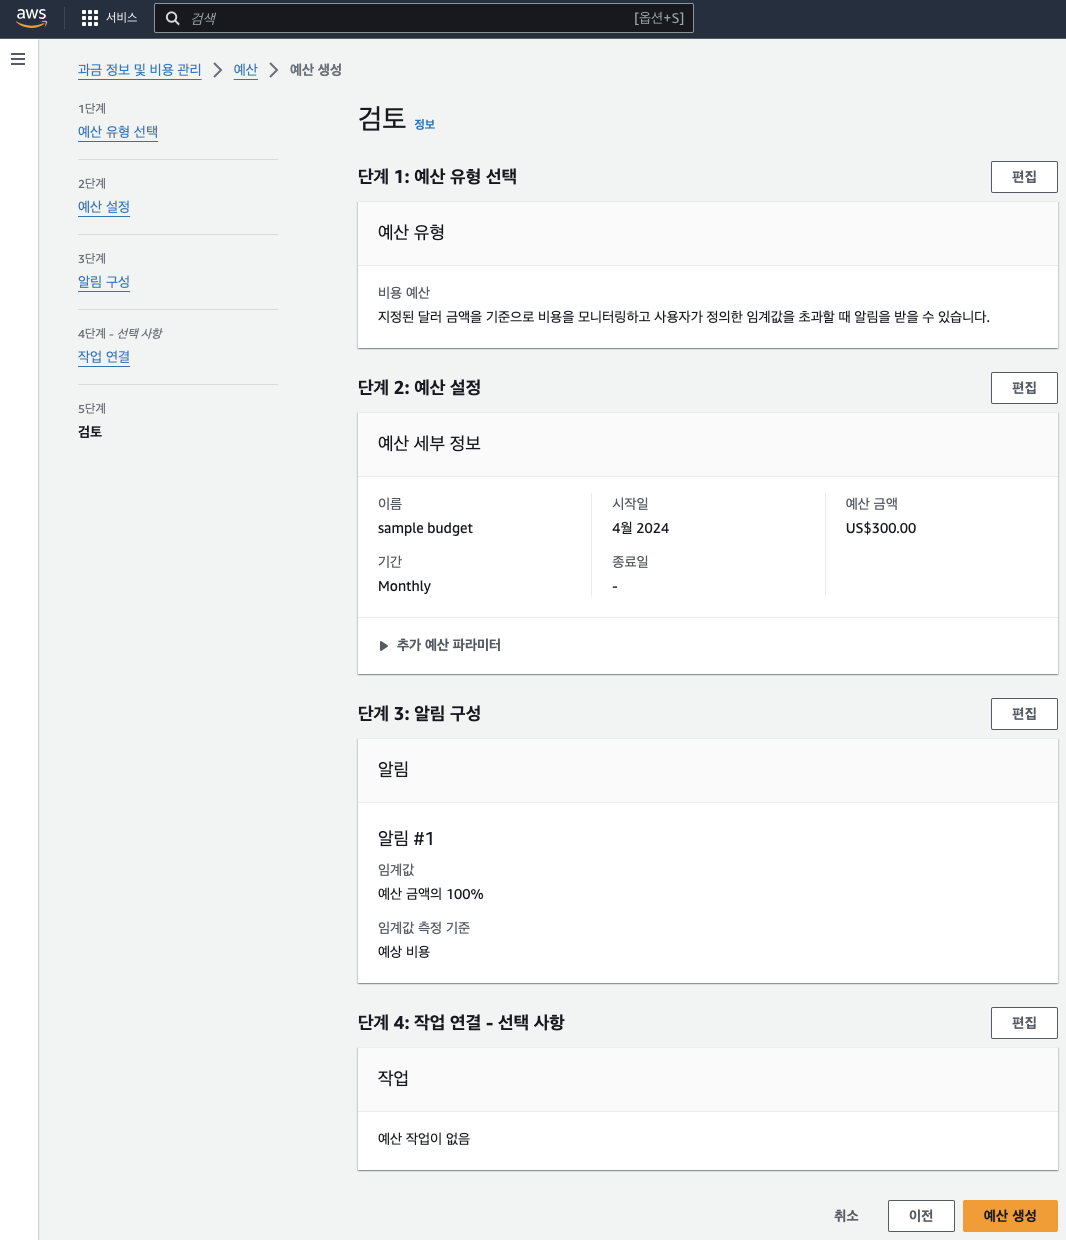 aws
서비스
검색
[옵션+S]
과금 정보 및 비용 관리 > 예산 > 예산 생성
1단계
예산 유형 선택
2단계
예산 설정
3단계
알림 구성
4단계 - 선택 사항
작업 연결
5단계
검토
검토 정보
단계 1: 예산 유형 선택
편집
예산 유형
비용 예산
지정된 달러 금액을 기준으로 비용을 모니터링하고 사용자가 정의한 임계값을 초과할 때 알림을 받을 수 있습니다.
단계 2: 예산 설정
편집
예산 세부 정보
이름
sample budget
기간
Monthly
시작일
4월 2024
종료일
-
예산 금액
US$300.00
추가 예산 파라미터
단계 3: 알림 구성
편집
알림
알림 #1
임계값
예산 금액의 100%
임계값 측정 기준
예상 비용
단계 4: 작업 연결 - 선택 사항
편집
작업
예산 작업이 없음
취소
이전
예산 생성